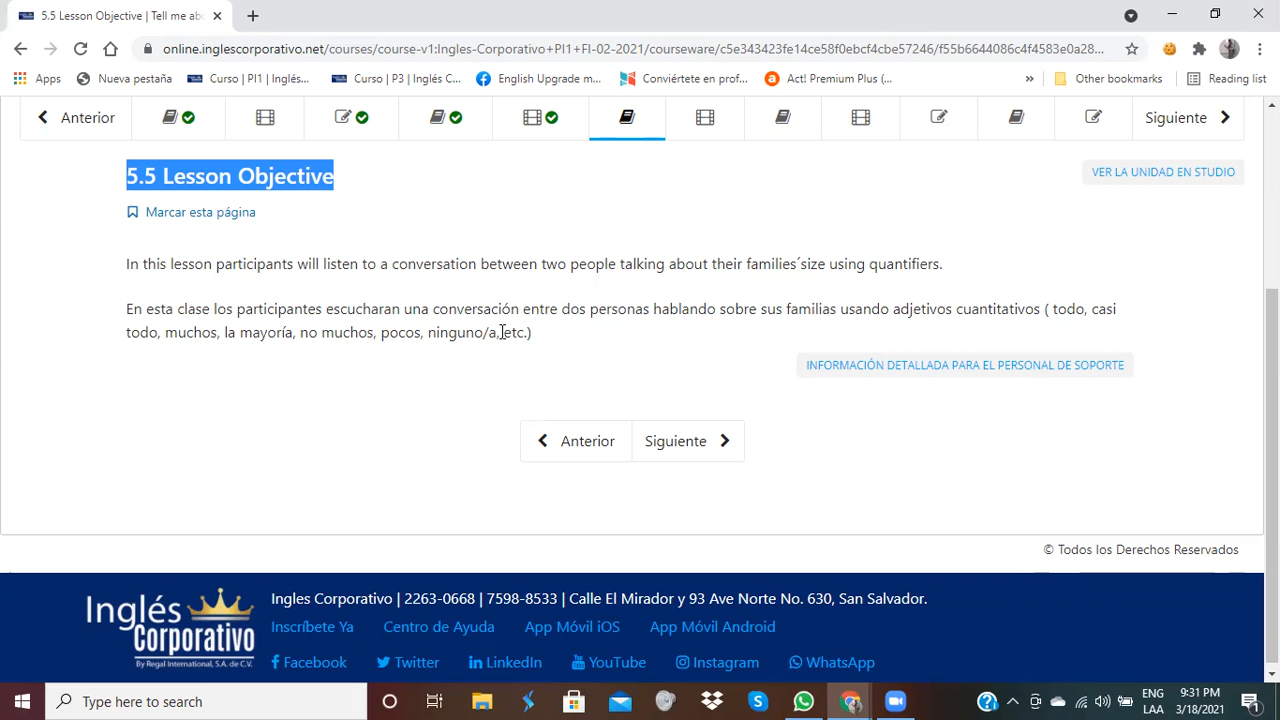 5.5 Lesson Objective | Tell me abo
online.inglescorporativo.net/courses/course-v1:Ingles-Corporativo+PI1+FI-02-2021/courseware/c5e343423fe14ce58f0ebcf4cbe57246/f55b6644086c4f4583e0a28...
Apps Nueva pestaña Curso | PI1 | Inglés... Curso | P3 | Inglés C... English Upgrade m... Conviértete en prof... Act! Premium Plus (... » Other bookmarks Reading list
Anterior Siguiente
5.5 Lesson Objective
VER LA UNIDAD EN STUDIO
Marcar esta página
In this lesson participants will listen to a conversation between two people talking about their families´size using quantifiers.
En esta clase los participantes escucharan una conversación entre dos personas hablando sobre sus familias usando adjetivos cuantitativos ( todo, casi
todo, muchos, la mayoría, no muchos, pocos, ninguno/a, etc.)
INFORMACIÓN DETALLADA PARA EL PERSONAL DE SOPORTE
Anterior Siguiente
© Todos los Derechos Reservados
Inglés
Corporativo
By Regal International, S.A. de C.V.
Ingles Corporativo | 2263-0668 | 7598-8533 | Calle El Mirador y 93 Ave Norte No. 630, San Salvador.
Inscríbete Ya Centro de Ayuda App Móvil iOS App Móvil Android
Facebook Twitter LinkedIn YouTube Instagram WhatsApp
Type here to search
ENG 9:31 PM
LAA 3/18/2021